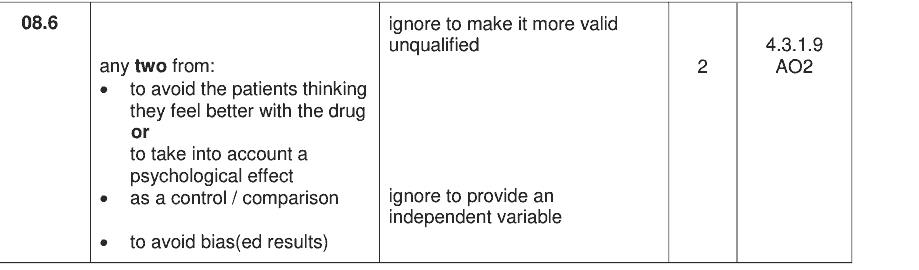 08.6
any two from:
• to avoid the patients thinking
they feel better with the drug
or
to take into account a
psychological effect
• as a control / comparison
• to avoid bias(ed results)
ignore to make it more valid
unqualified
ignore to provide an
independent variable
2
4.3.1.9
AO2